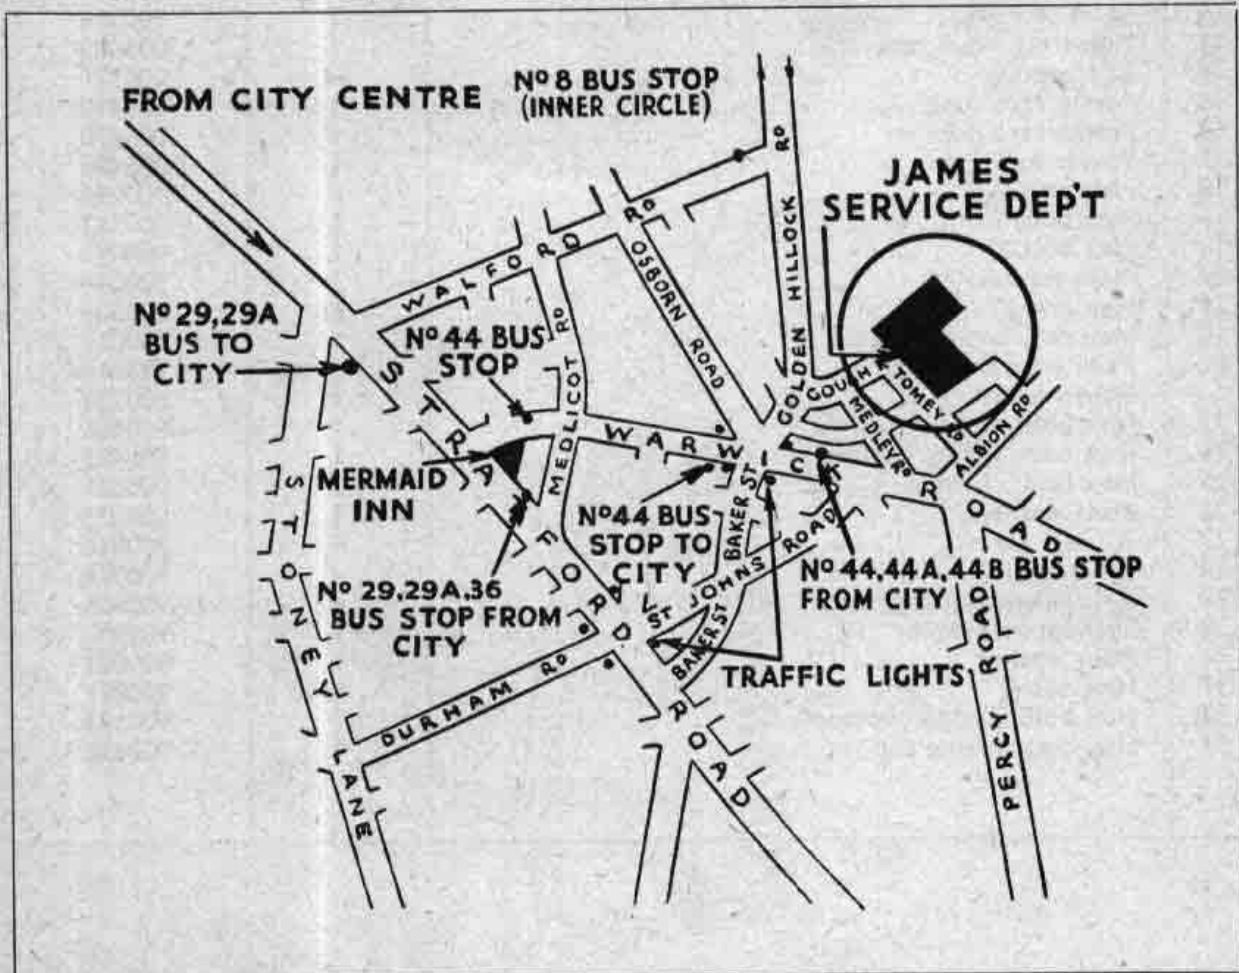 FROM CITY CENTRE
Nº 8 BUS STOP
(INNER CIRCLE)
JAMES
SERVICE DEP'T
GOLDEN HILLOCK RD
WALFORD RD
OSBORN ROAD
Nº 29,29A
BUS TO
CITY
Nº 44 BUS
STOP
MEDLICOT RD
STRATFORD ROAD
GOUGH
TOMEY RD
MEDLEY RD
ALBION RD
WARWICK ROAD
MERMAID
INN
STONEY LANE
Nº 44 BUS
STOP TO
CITY
BAKER ST
ST JOHNS ROAD
Nº 44,44A,44B BUS STOP
FROM CITY
Nº 29,29A,36
BUS STOP FROM
CITY
BAKER ST
TRAFFIC LIGHTS
DURHAM RD
PERCY ROAD